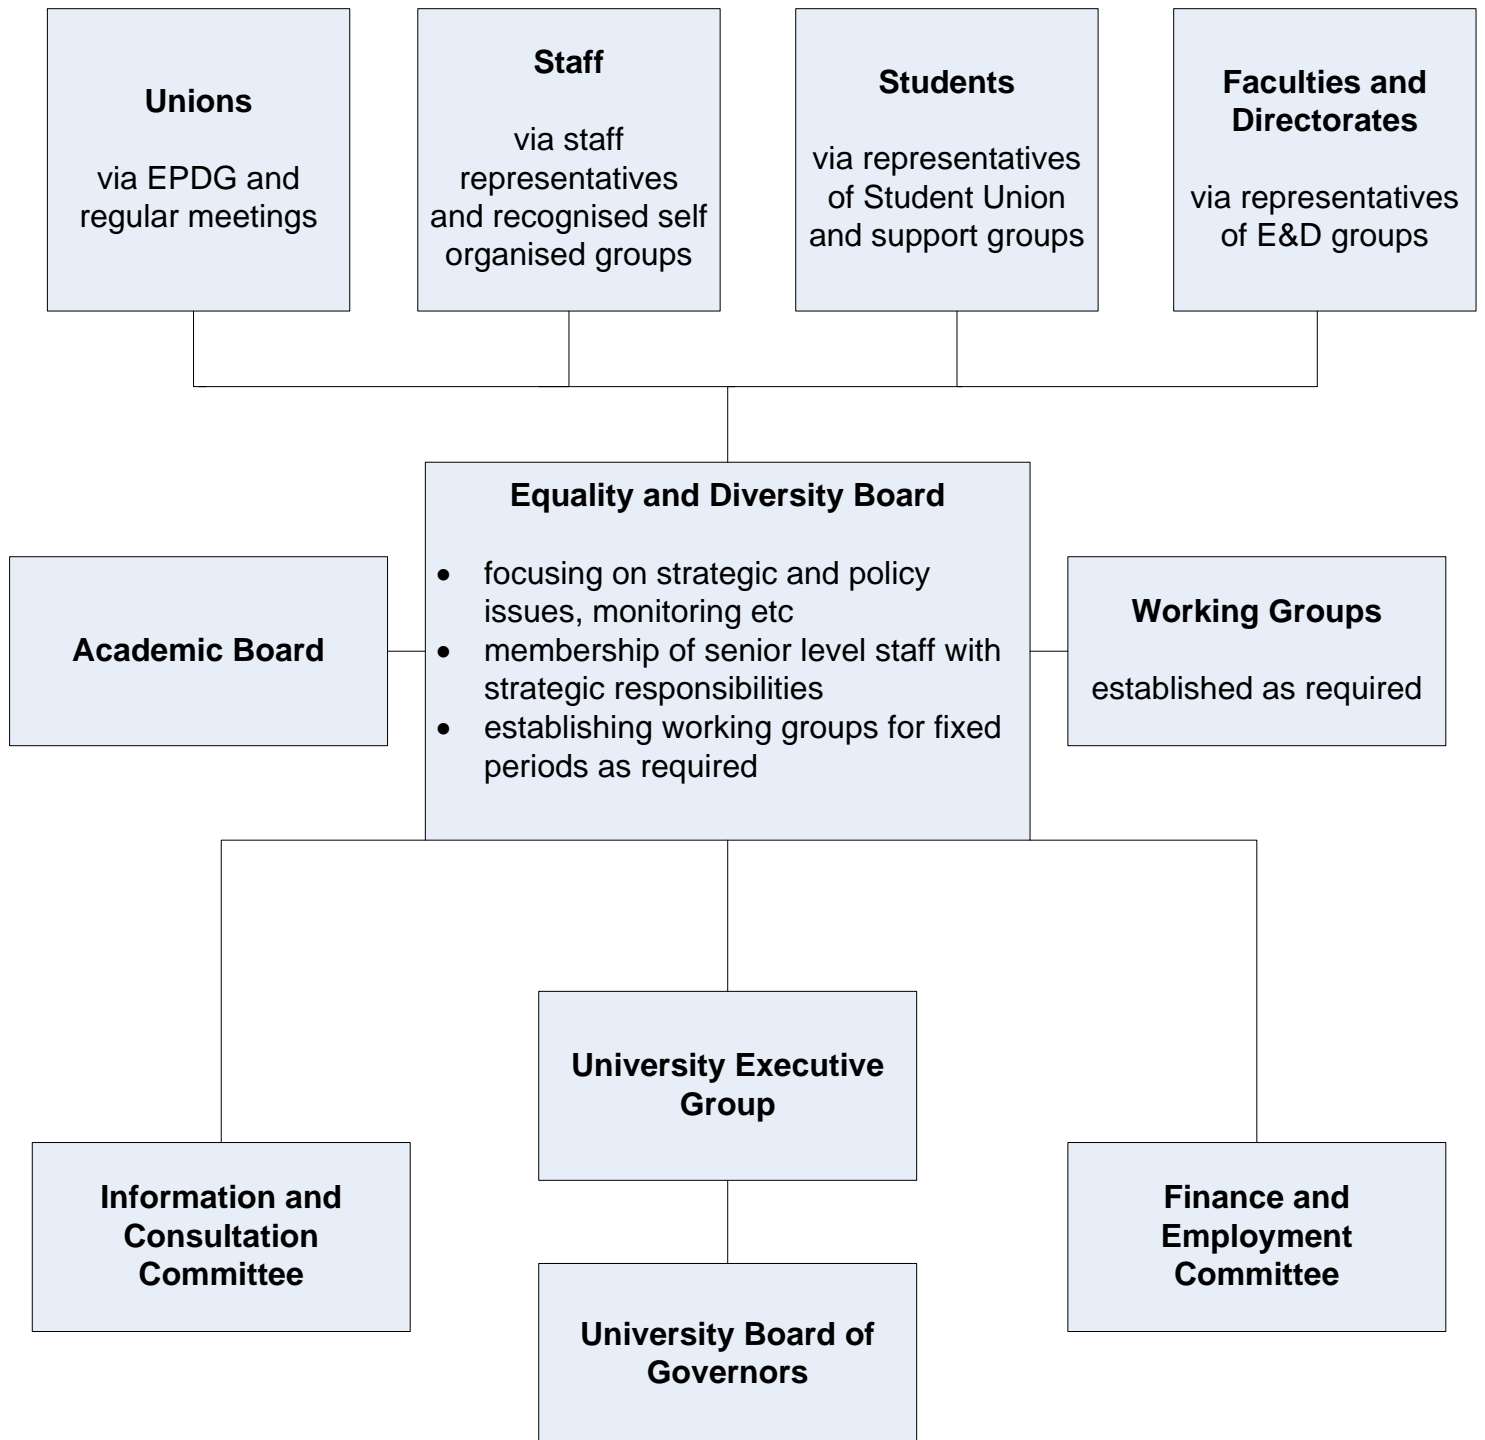 Unions
via EPDG and
regular meetings
Staff
via staff
representatives
and recognised self
organised groups
Students
via representatives
of Student Union
and support groups
Faculties and
Directorates
via representatives
of E&D groups
Equality and Diversity Board
• focusing on strategic and policy
issues, monitoring etc
• membership of senior level staff with
strategic responsibilities
• establishing working groups for fixed
periods as required
Academic Board
Working Groups
established as required
University Executive
Group
Information and
Consultation
Committee
Finance and
Employment
Committee
University Board of
Governors